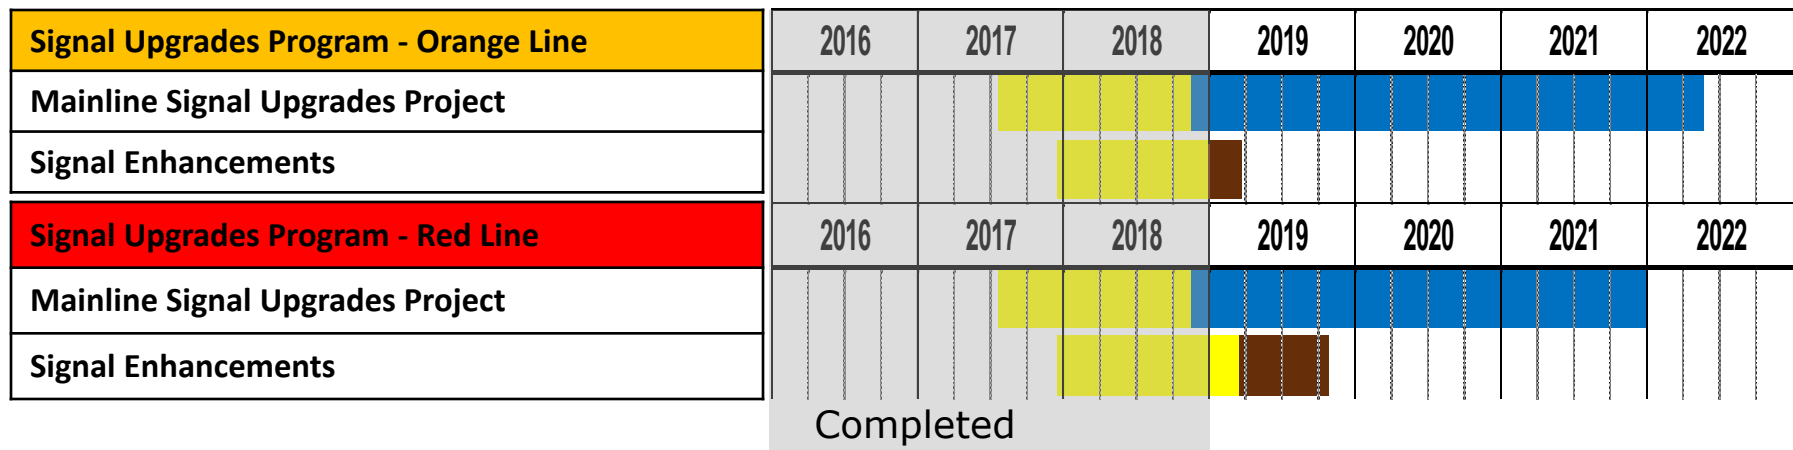 Signal Upgrades Program - Orange Line 2016 2017 2018 2019 2020 2021 2022
Mainline Signal Upgrades Project
Signal Enhancements
Signal Upgrades Program - Red Line 2016 2017 2018 2019 2020 2021 2022
Mainline Signal Upgrades Project
Signal Enhancements
Completed